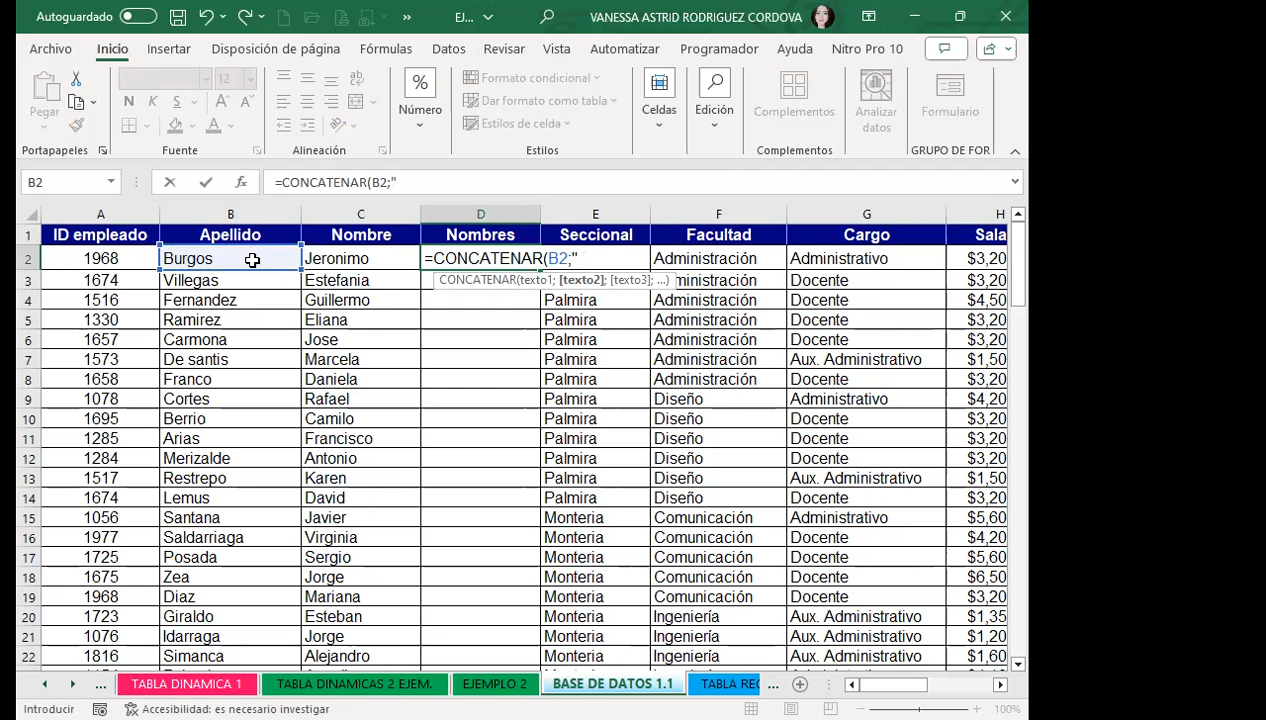 Autoguardado EJ... VANESSA ASTRID RODRIGUEZ CORDOVA
Archivo Inicio Insertar Disposición de página Fórmulas Datos Revisar Vista Automatizar Programador Ayuda Nitro Pro 10
Pegar 12 Número Formato condicional Celdas Edición Complementos Analizar datos Formulario
N K S Dar formato como tabla
Estilos de celda
Portapapeles Fuente Alineación Estilos Complementos GRUPO DE FOR
B2 =CONCATENAR(B2;"
A B C D E F G H
1 ID empleado Apellido Nombre Nombres Seccional Facultad Cargo Sala
2 1968 Burgos Jeronimo =CONCATENAR(B2;" Administración Administrativo $3,20
CONCATENAR(texto1; [texto2]; [texto3]; ...)
3 1674 Villegas Estefania ministración Docente $3,20
4 1516 Fernandez Guillermo Palmira Administración Docente $4,50
5 1330 Ramirez Eliana Palmira Administración Docente $3,20
6 1657 Carmona Jose Palmira Administración Docente $3,20
7 1573 De santis Marcela Palmira Administración Aux. Administrativo $1,50
8 1658 Franco Daniela Palmira Administración Docente $3,20
9 1078 Cortes Rafael Palmira Diseño Administrativo $4,20
10 1695 Berrio Camilo Palmira Diseño Docente $3,20
11 1285 Arias Francisco Palmira Diseño Docente $3,20
12 1284 Merizalde Antonio Palmira Diseño Docente $3,20
13 1517 Restrepo Karen Palmira Diseño Aux. Administrativo $1,50
14 1674 Lemus David Palmira Diseño Docente $3,20
15 1056 Santana Javier Monteria Comunicación Administrativo $5,60
16 1977 Saldarriaga Virginia Monteria Comunicación Docente $4,20
17 1725 Posada Sergio Monteria Comunicación Docente $5,60
18 1675 Zea Jorge Monteria Comunicación Docente $6,50
19 1968 Diaz Mariana Monteria Comunicación Docente $3,20
20 1723 Giraldo Esteban Monteria Ingeniería Aux. Administrativo $1,35
21 1076 Idarraga Jorge Monteria Ingeniería Aux. Administrativo $1,20
22 1816 Simanca Alejandro Monteria Ingeniería Aux. Administrativo $1,60
... TABLA DINAMICA 1 TABLA DINAMICAS 2 EJEM. EJEMPLO 2 BASE DE DATOS 1.1 TABLA REC ...
Introducir Accesibilidad: es necesario investigar 100%